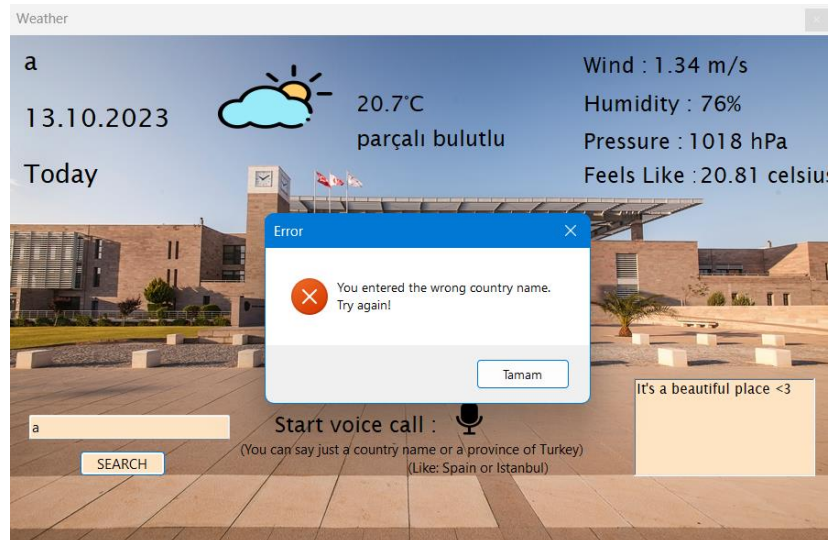 Weather
a
13.10.2023
Today
20.7°C
parçalı bulutlu
Wind : 1.34 m/s
Humidity : 76%
Pressure : 1018 hPa
Feels Like : 20.81 celsius
Error
You entered the wrong country name.
Try again!
Tamam
a
SEARCH
Start voice call :
(You can say just a country name or a province of Turkey)
(Like: Spain or Istanbul)
It's a beautiful place <3